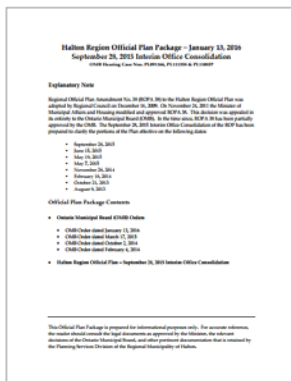 Halton Region Official Plan Package – January 13, 2016
September 28, 2015 Interim Office Consolidation
OMB Hearing Case Nos. PL091166, PL111358 & PL110857
Explanatory Note
Regional Official Plan Amendment No. 38 (ROPA 38) to the Halton Region Official Plan was
adopted by Regional Council on December 16, 2009. On November 24, 2011 the Minister of
Municipal Affairs and Housing modified and approved ROPA 38. This decision was appealed in
its entirety to the Ontario Municipal Board (OMB). In the time since, ROPA 38 has been partially
approved by the OMB. The September 28, 2015 Interim Office Consolidation of the ROP has been
prepared to clarify the portions of the Plan effective on the following dates:
• September 28, 2015
• June 15, 2015
• May 19, 2015
• May 7, 2015
• November 28, 2014
• February 18, 2014
• October 21, 2013
• August 9, 2013
Official Plan Package Contents
• Ontario Municipal Board (OMB) Orders
• OMB Order dated January 13, 2016
• OMB Order dated March 17, 2015
• OMB Order dated October 2, 2014
• OMB Order dated February 4, 2014
• Halton Region Official Plan – September 28, 2015 Interim Office Consolidation
This Official Plan Package is prepared for informational purposes only. For accurate reference,
the reader should consult the legal documents as approved by the Minister, the relevant
decisions of the Ontario Municipal Board, and other pertinent documentation that is retained by
the Planning Services Division of the Regional Municipality of Halton.